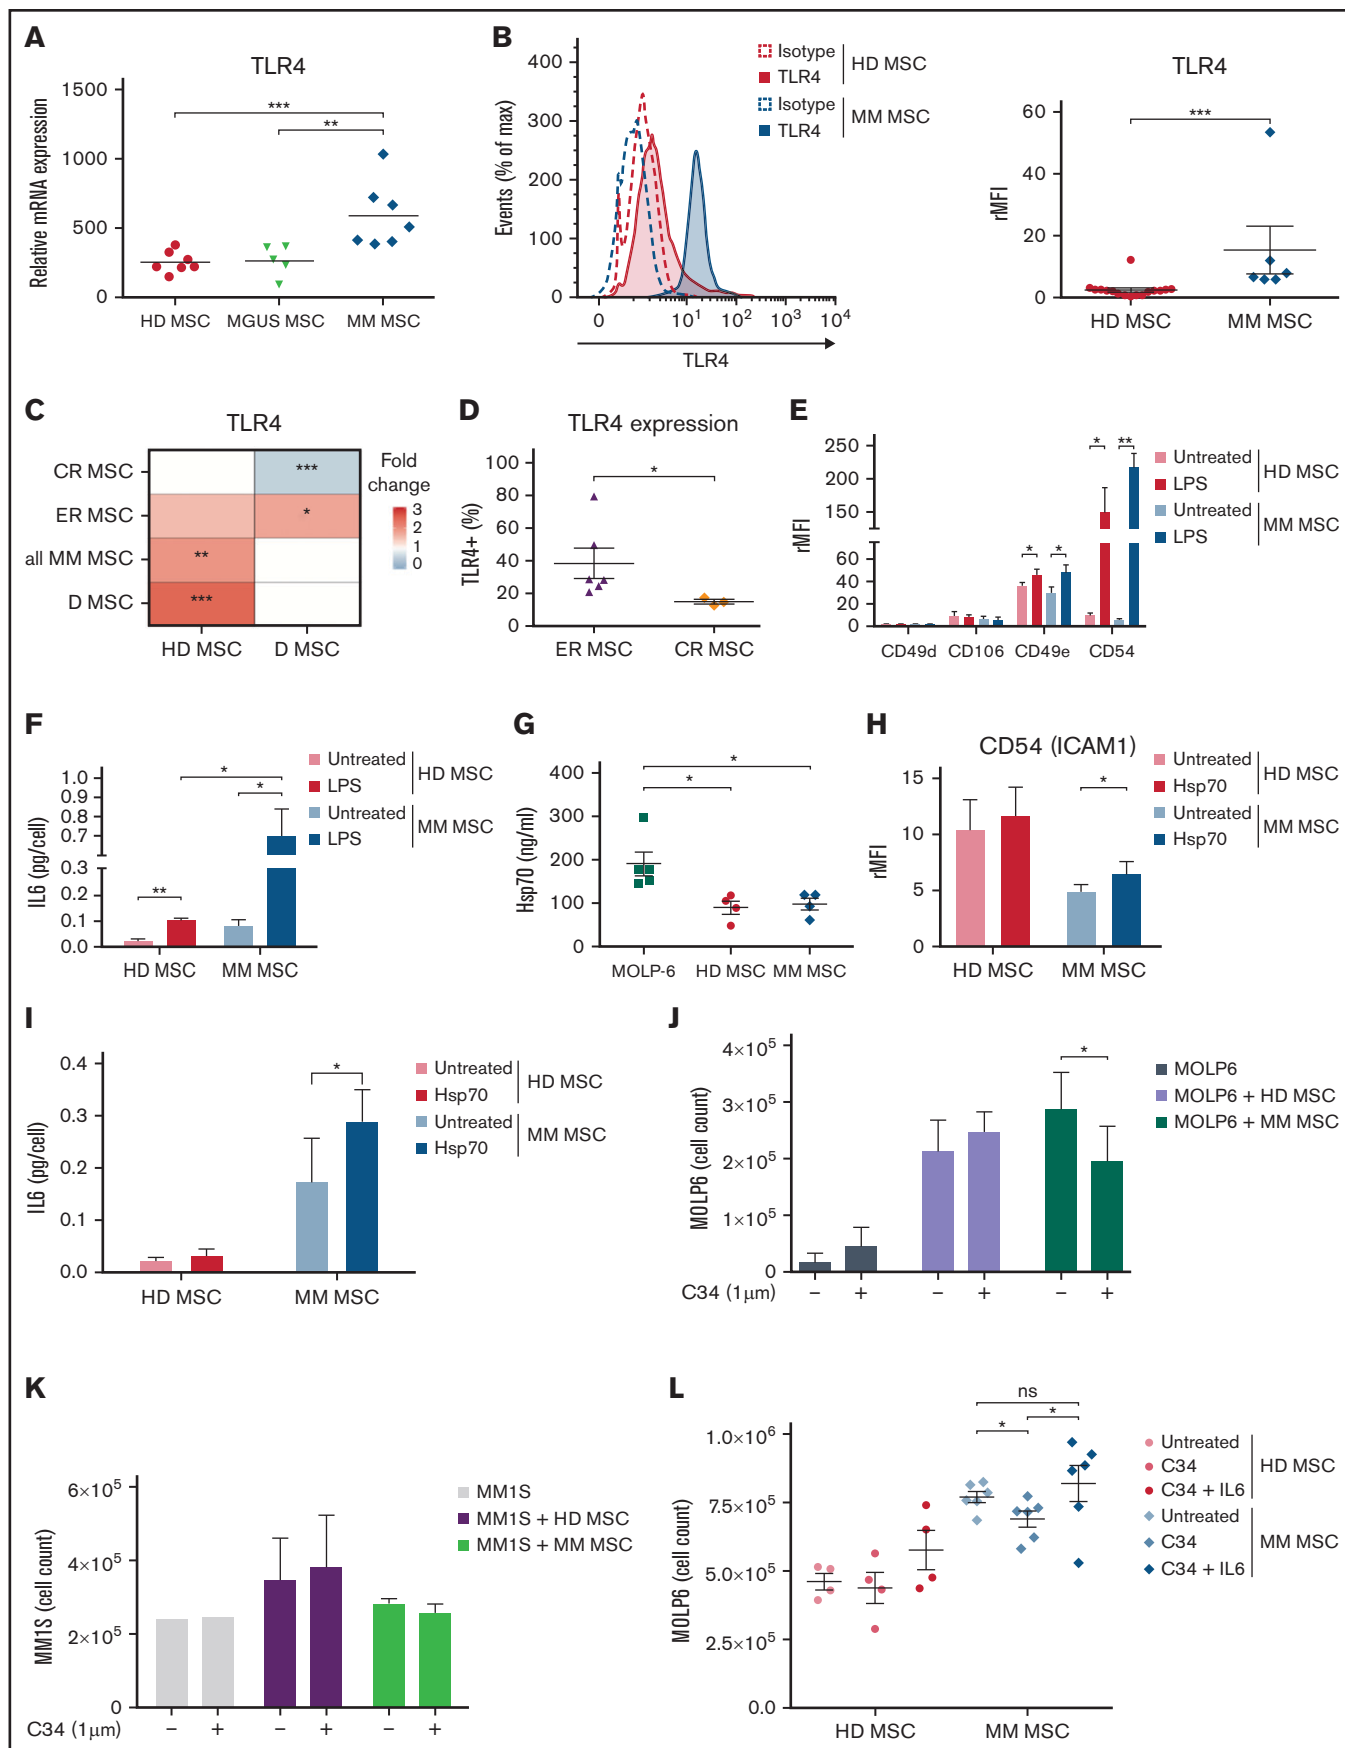 A
TLR4
Relative mRNA expression
1500
1000
500
0
***
**
HD MSC
MGUS MSC
MM MSC
B
Events (% of max)
400
300
200
100
0
0
10¹
10²
10³
10⁴
TLR4
Isotype
TLR4
HD MSC
Isotype
TLR4
MM MSC
TLR4
rMFI
60
40
20
0
***
HD MSC
MM MSC
C
TLR4
CR MSC
ER MSC
all MM MSC
D MSC
***
*
**
***
HD MSC
D MSC
Fold
change
3
2
1
0
D
TLR4 expression
TLR4+ (%)
100
80
60
40
20
0
*
ER MSC
CR MSC
E
rMFI
250
200
150
60
40
20
0
*
*
*
**
CD49d
CD106
CD49e
CD54
Untreated
LPS
HD MSC
Untreated
LPS
MM MSC
F
IL6 (pg/cell)
1.0
0.9
0.8
0.7
0.6
0.3
0.2
0.1
0.0
**
*
*
HD MSC
MM MSC
Untreated
LPS
HD MSC
Untreated
LPS
MM MSC
G
Hsp70 (ng/ml)
400
300
200
100
0
*
*
MOLP-6
HD MSC
MM MSC
H
CD54 (ICAM1)
rMFI
15
10
5
0
*
HD MSC
MM MSC
Untreated
Hsp70
HD MSC
Untreated
Hsp70
MM MSC
I
IL6 (pg/cell)
0.4
0.3
0.2
0.1
0.0
*
HD MSC
MM MSC
Untreated
Hsp70
HD MSC
Untreated
Hsp70
MM MSC
J
MOLP6 (cell count)
4×10⁵
3×10⁵
2×10⁵
1×10⁵
0
*
C34 (1μm)
− + − + − +
MOLP6
MOLP6 + HD MSC
MOLP6 + MM MSC
K
MM1S (cell count)
6×10⁵
4×10⁵
2×10⁵
0
C34 (1μm)
− + − + − +
MM1S
MM1S + HD MSC
MM1S + MM MSC
L
MOLP6 (cell count)
1.0×10⁶
7.5×10⁵
5.0×10⁵
2.5×10⁵
0.0
ns
*
*
HD MSC
MM MSC
Untreated
C34
C34 + IL6
HD MSC
Untreated
C34
C34 + IL6
MM MSC